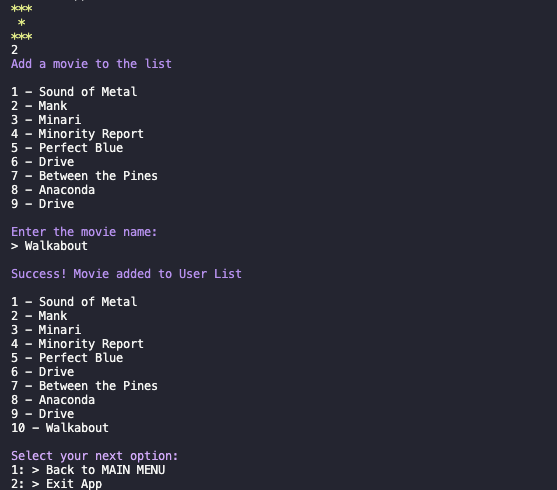 ***
*
***
2
Add a movie to the list
1 - Sound of Metal
2 - Mank
3 - Minari
4 - Minority Report
5 - Perfect Blue
6 - Drive
7 - Between the Pines
8 - Anaconda
9 - Drive
Enter the movie name:
> Walkabout
Success! Movie added to User List
1 - Sound of Metal
2 - Mank
3 - Minari
4 - Minority Report
5 - Perfect Blue
6 - Drive
7 - Between the Pines
8 - Anaconda
9 - Drive
10 - Walkabout
Select your next option:
1: > Back to MAIN MENU
2: > Exit App